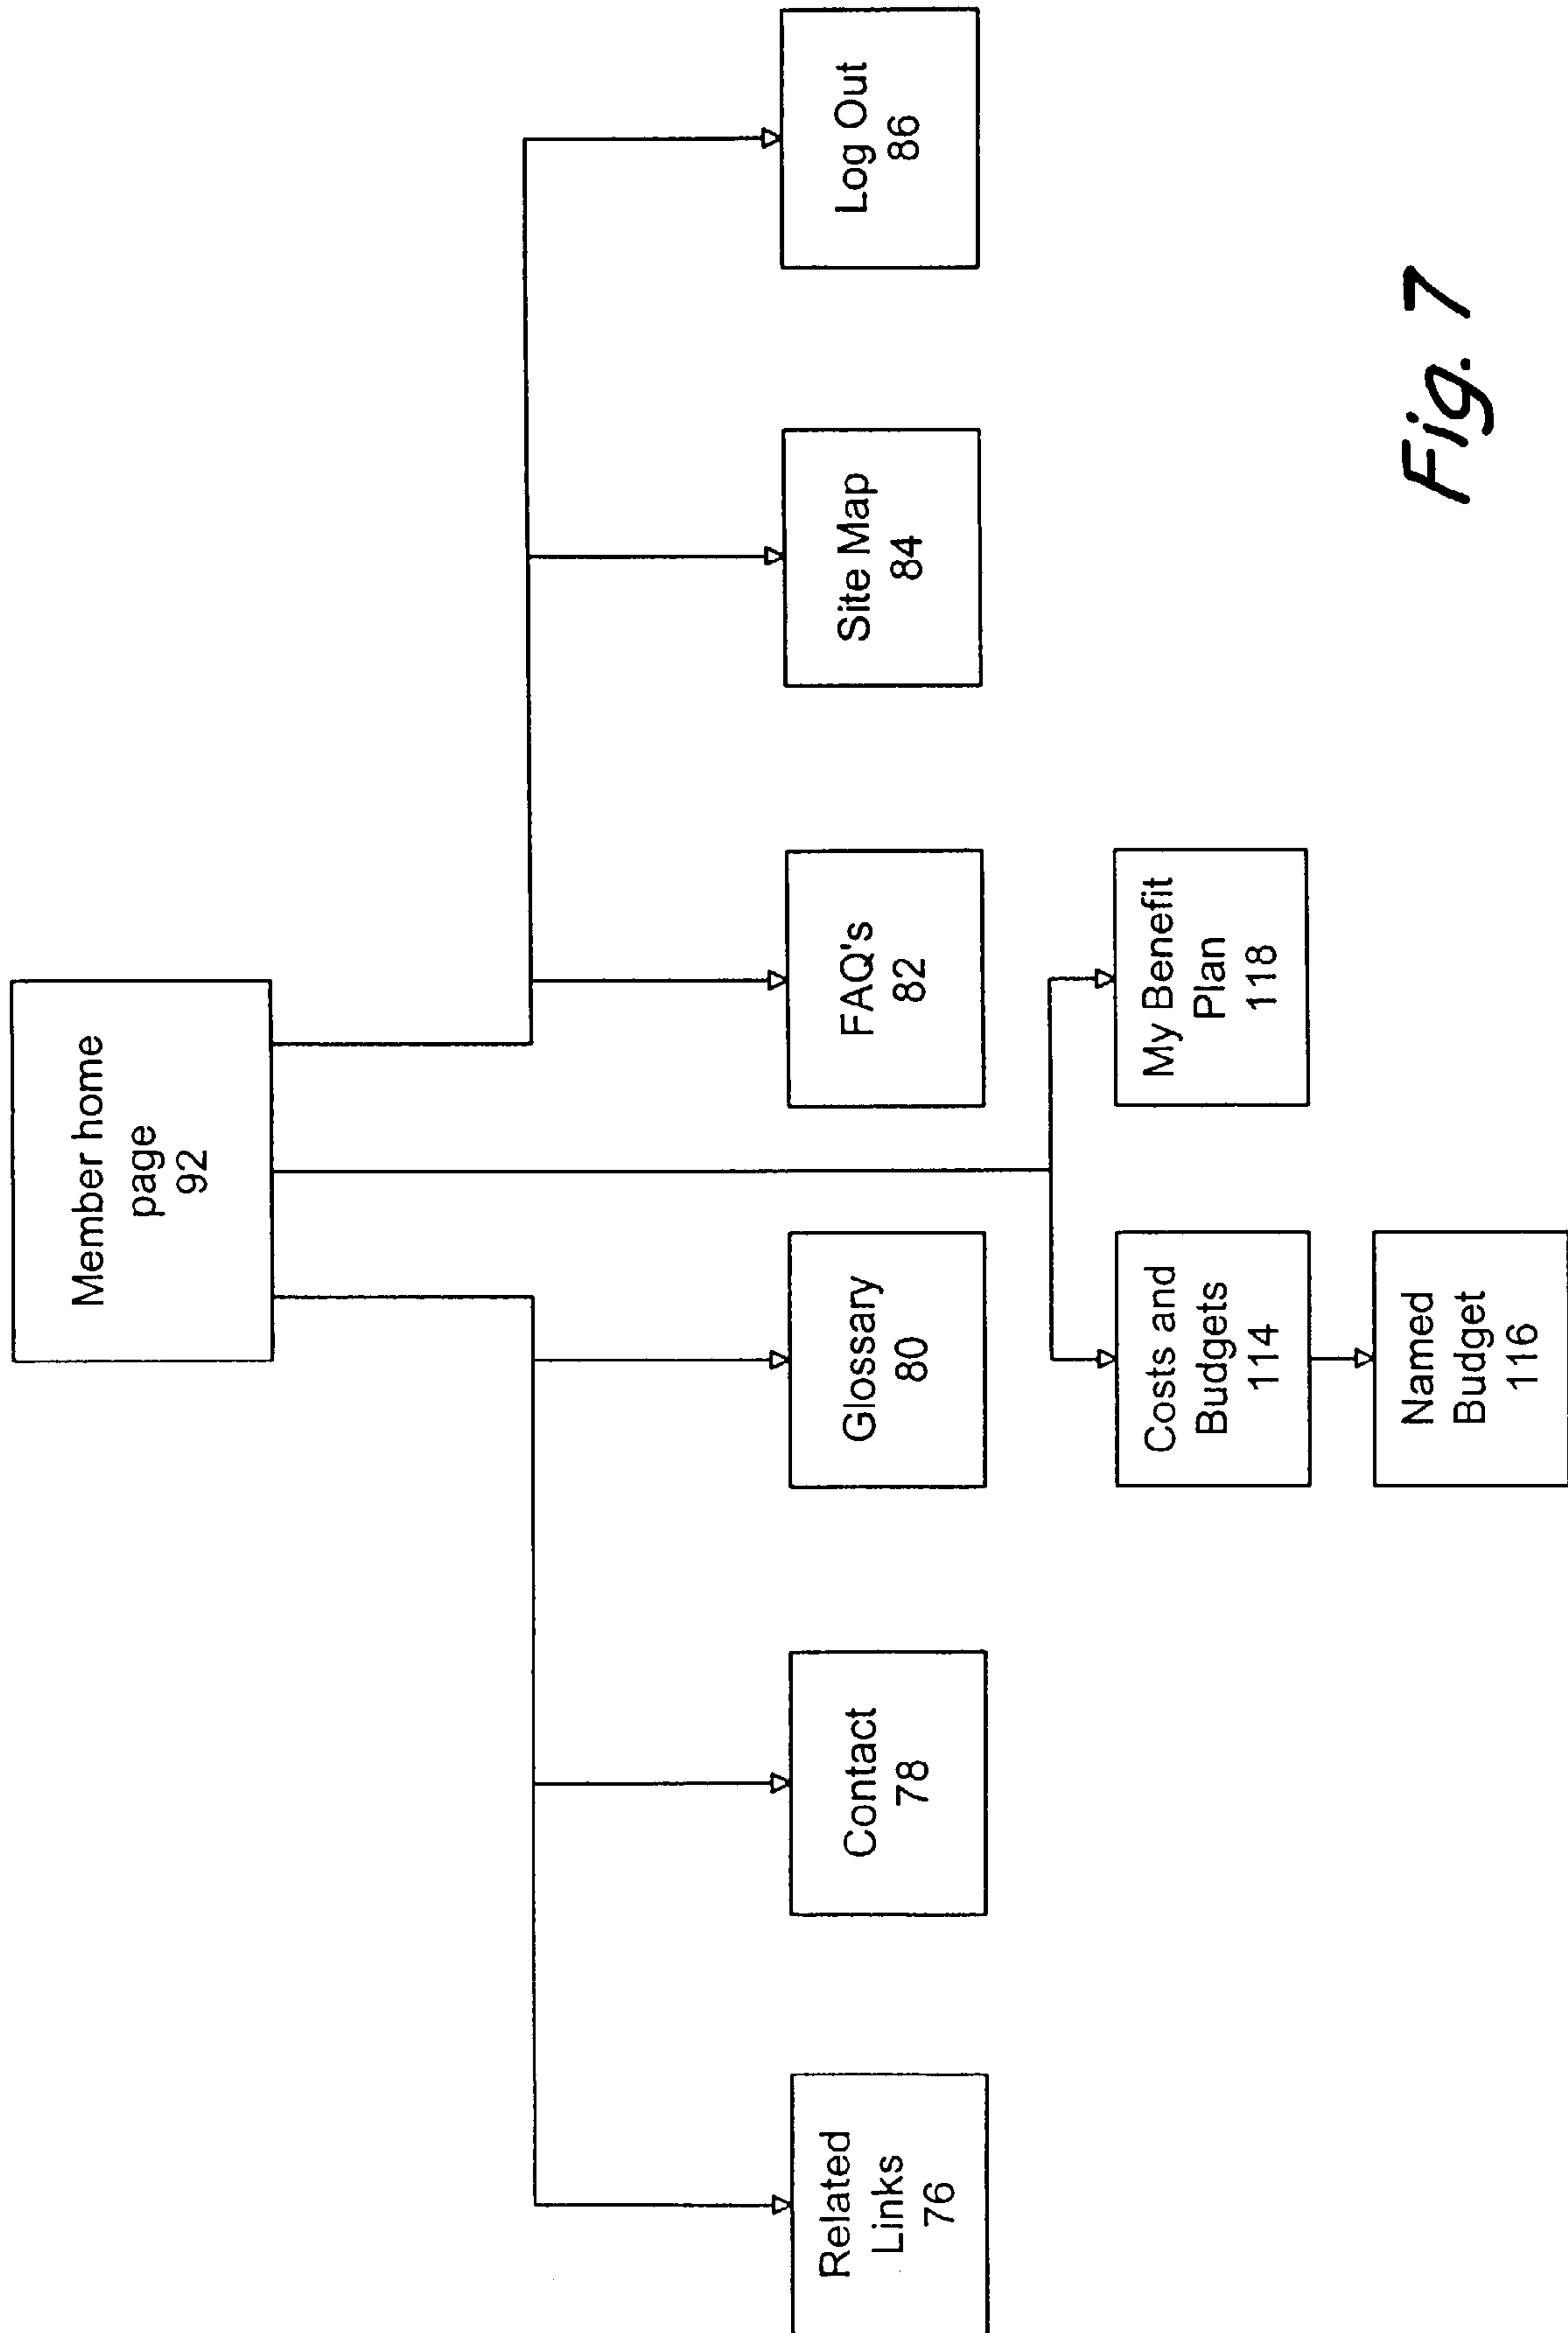 Member home
page
92
Related
Links
76
Contact
78
Glossary
80
FAQ's
82
Site Map
84
Log Out
86
Costs and
Budgets
114
My Benefit
Plan
118
Named
Budget
116
Fig. 7